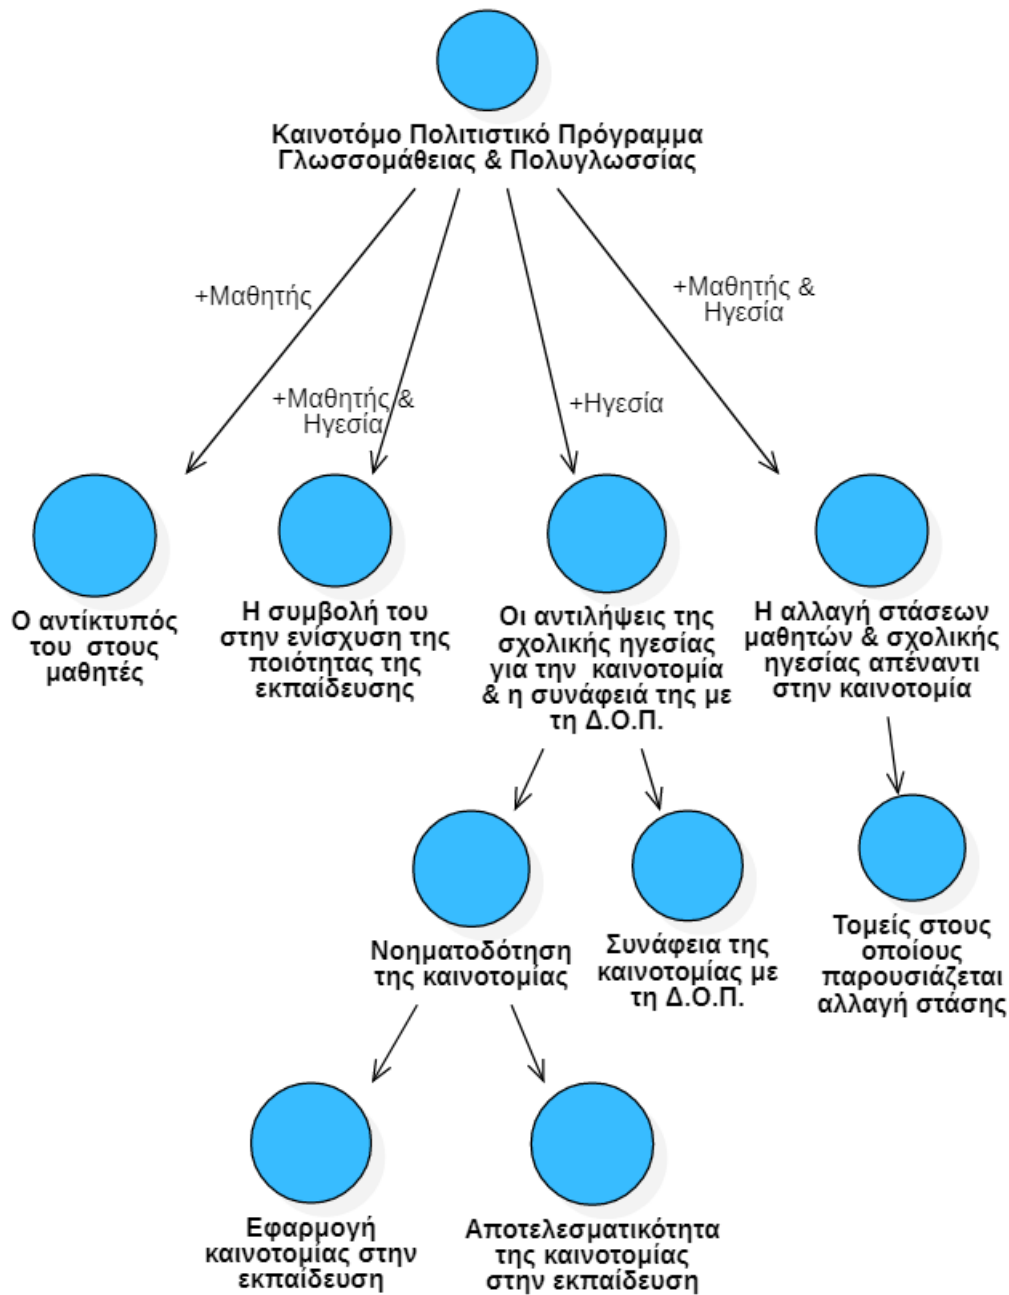 Καινοτόμο Πολιτιστικό Πρόγραμμα
Γλωσσομάθειας & Πολυγλωσσίας
+Μαθητής
+Μαθητής &
Ηγεσία
+Ηγεσία
+Μαθητής &
Ηγεσία
Ο αντίκτυπός
του στους
μαθητές
Η συμβολή του
στην ενίσχυση της
ποιότητας της
εκπαίδευσης
Οι αντιλήψεις της
σχολικής ηγεσίας
για την καινοτομία
& η συνάφειά της με
τη Δ.Ο.Π.
Η αλλαγή στάσεων
μαθητών & σχολικής
ηγεσίας απέναντι
στην καινοτομία
Νοηματοδότηση
της καινοτομίας
Συνάφεια της
καινοτομίας με
τη Δ.Ο.Π.
Τομείς στους
οποίους
παρουσιάζεται
αλλαγή στάσης
Εφαρμογή
καινοτομίας στην
εκπαίδευση
Αποτελεσματικότητα
της καινοτομίας
στην εκπαίδευση